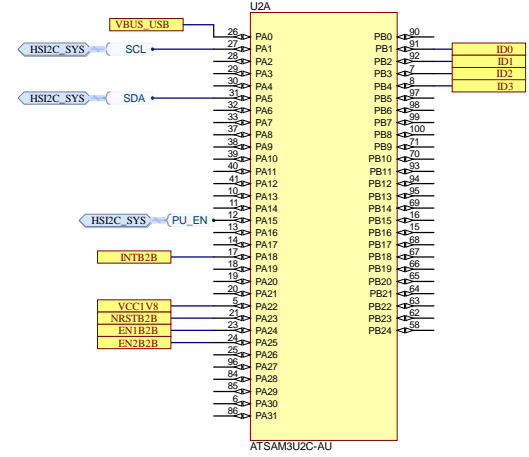 U2A
VBUS_USB 26 PA0 PB0 90
HSI2C_SYS SCL 27 PA1 PB1 91 ID0
28 PA2 PB2 92 ID1
29 PA3 PB3 7 ID2
30 PA4 PB4 8 ID3
HSI2C_SYS SDA 31 PA5 PB5 97
32 PA6 PB6 98
33 PA7 PB7 99
37 PA8 PB8 100
38 PA9 PB9 71
39 PA10 PB10 70
40 PA11 PB11 93
41 PA12 PB12 94
10 PA13 PB13 95
11 PA14 PB14 69
HSI2C_SYS PU_EN 12 PA15 PB15 16
13 PA16 PB16 15
14 PA17 PB17 68
INTB2B 17 PA18 PB18 67
18 PA19 PB19 66
19 PA20 PB20 65
20 PA21 PB21 64
VCC1V8 5 PA22 PB22 63
NRSTB2B 21 PA23 PB23 62
EN1B2B 23 PA24 PB24 58
EN2B2B 24 PA25
25 PA26
96 PA27
84 PA28
85 PA29
6 PA30
86 PA31
ATSAM3U2C-AU